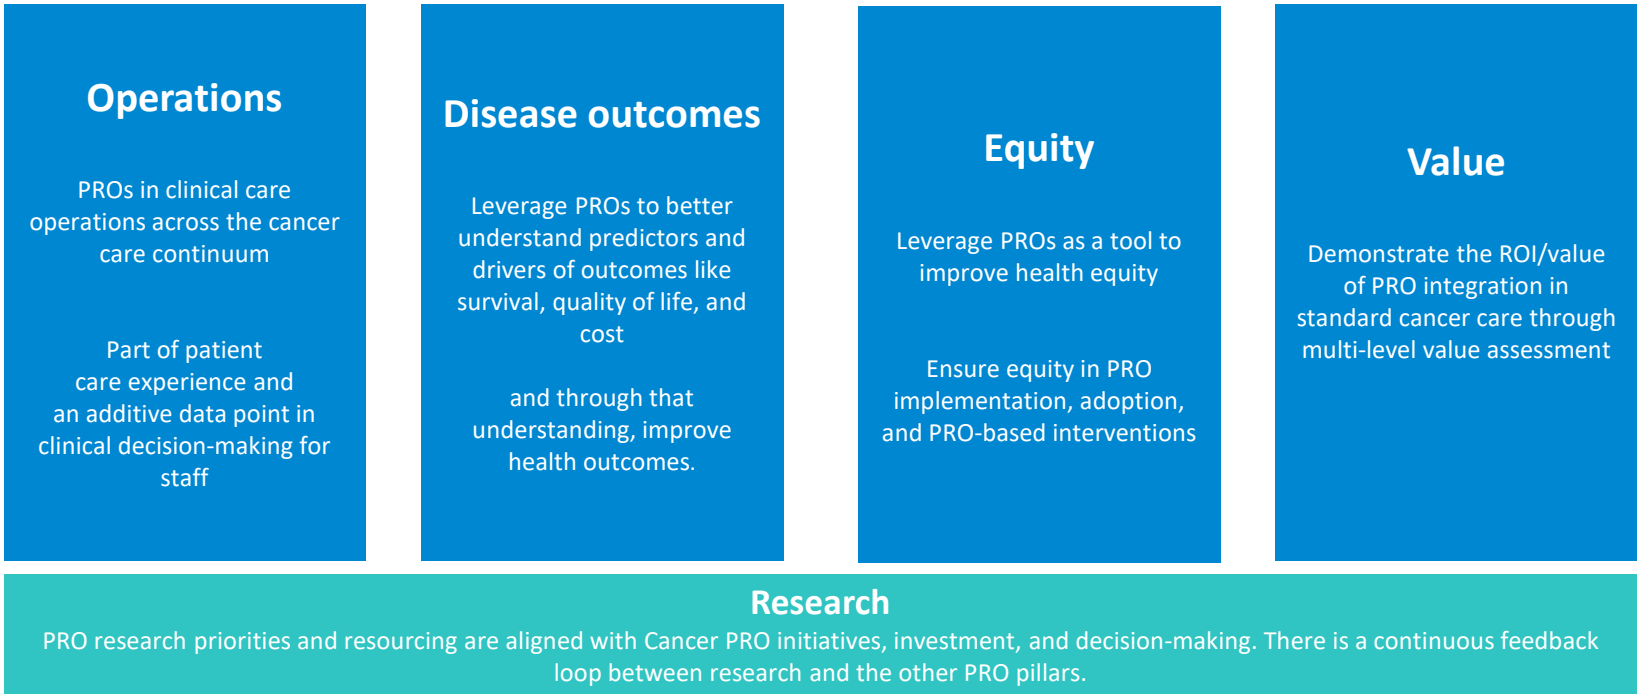 Operations
PROs in clinical care
operations across the cancer
care continuum
Part of patient
care experience and
an additive data point in
clinical decision-making for
staff
Disease outcomes
Leverage PROs to better
understand predictors and
drivers of outcomes like
survival, quality of life, and
cost
and through that
understanding, improve
health outcomes.
Equity
Leverage PROs as a tool to
improve health equity
Ensure equity in PRO
implementation, adoption,
and PRO-based interventions
Value
Demonstrate the ROI/value
of PRO integration in
standard cancer care through
multi-level value assessment
Research
PRO research priorities and resourcing are aligned with Cancer PRO initiatives, investment, and decision-making. There is a continuous feedback
loop between research and the other PRO pillars.